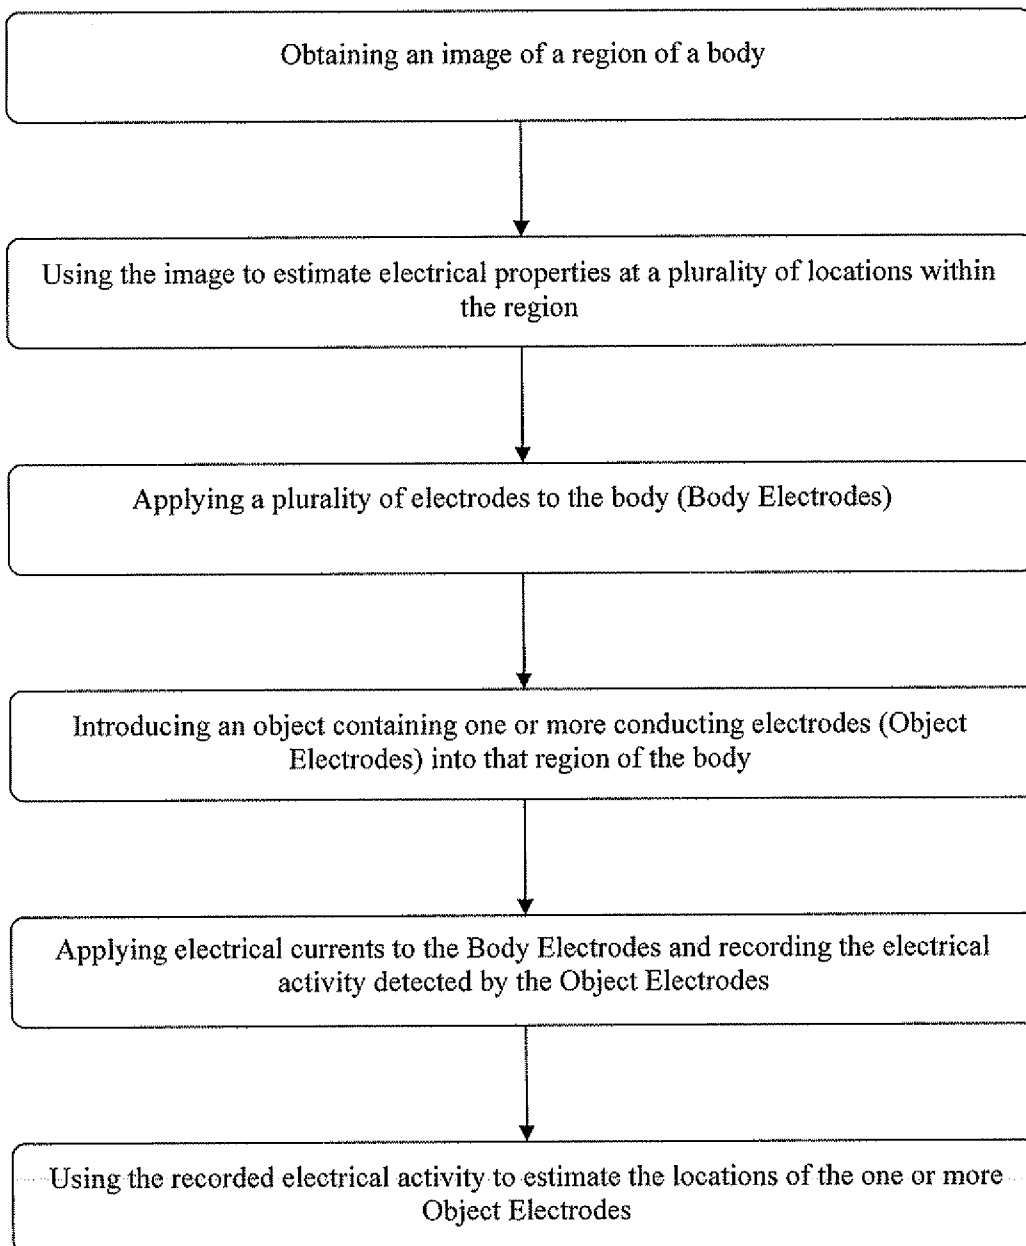 Obtaining an image of a region of a body
Using the image to estimate electrical properties at a plurality of locations within
the region
Applying a plurality of electrodes to the body (Body Electrodes)
Introducing an object containing one or more conducting electrodes (Object
Electrodes) into that region of the body
Applying electrical currents to the Body Electrodes and recording the electrical
activity detected by the Object Electrodes
Using the recorded electrical activity to estimate the locations of the one or more
Object Electrodes